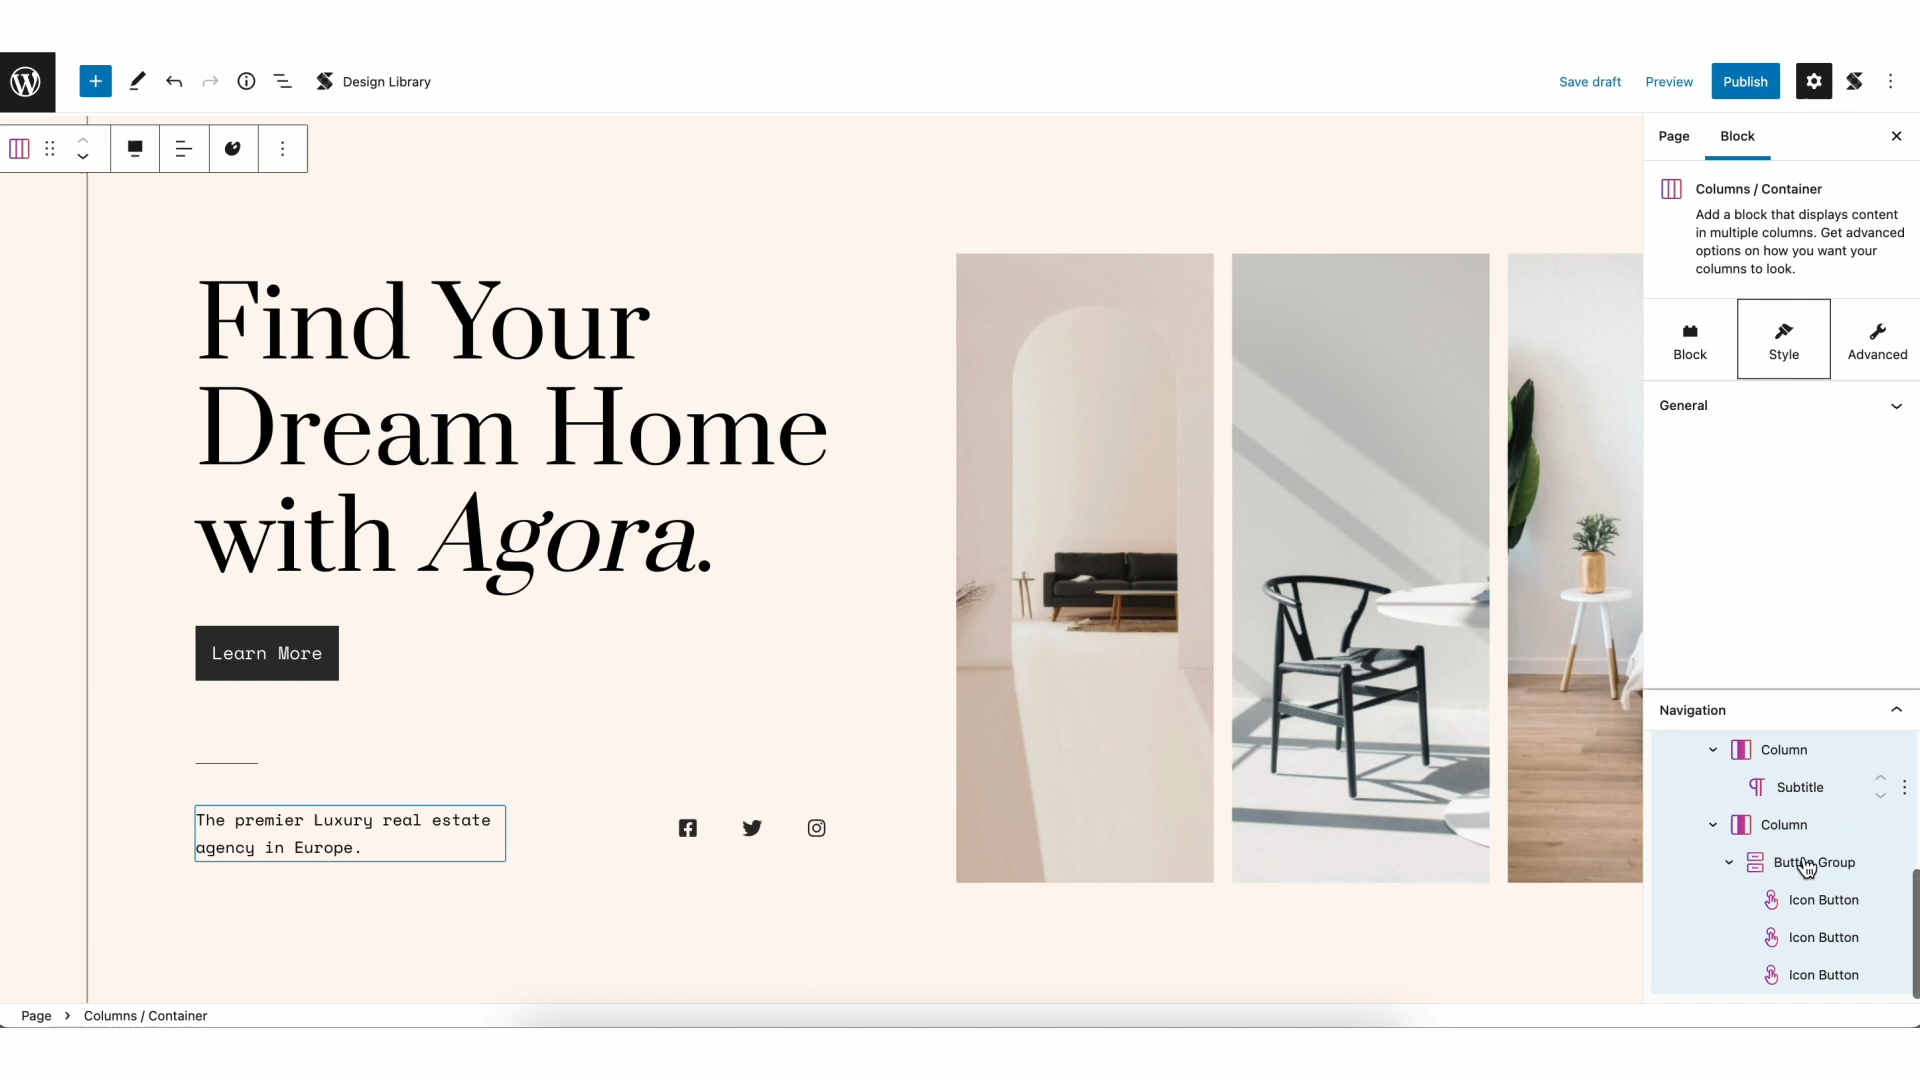 Design Library
Save draft
Preview
Publish
Page
Block
Columns / Container
Add a block that displays content
in multiple columns. Get advanced
options on how you want your
columns to look.
Block
Style
Advanced
General
Find Your
Dream Home
with Agora.
Learn More
The premier Luxury real estate
agency in Europe.
Navigation
Column
Subtitle
Column
Button Group
Icon Button
Icon Button
Icon Button
Page > Columns / Container